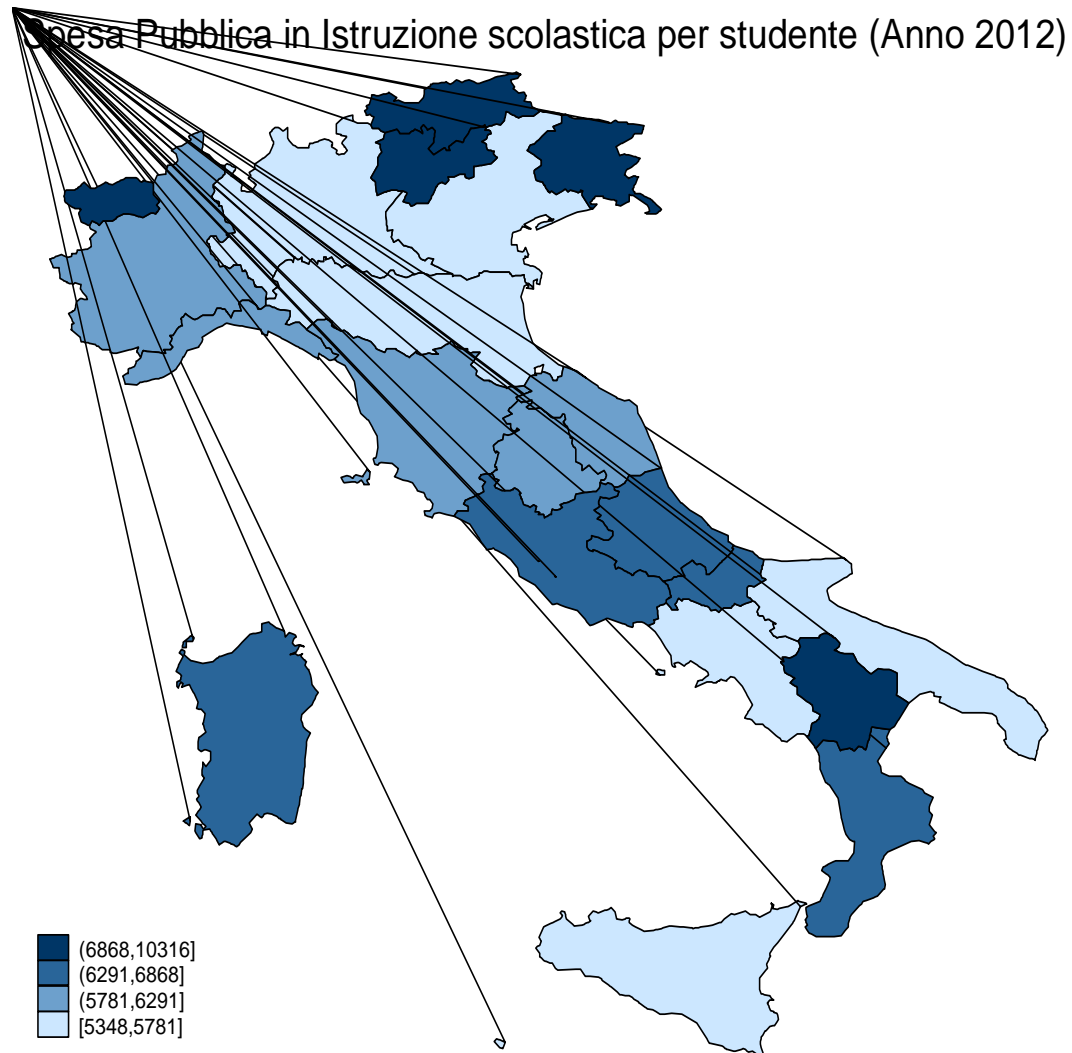 Spesa Pubblica in Istruzione scolastica per studente (Anno 2012)
(6868,10316]
(6291,6868]
(5781,6291]
[5348,5781]